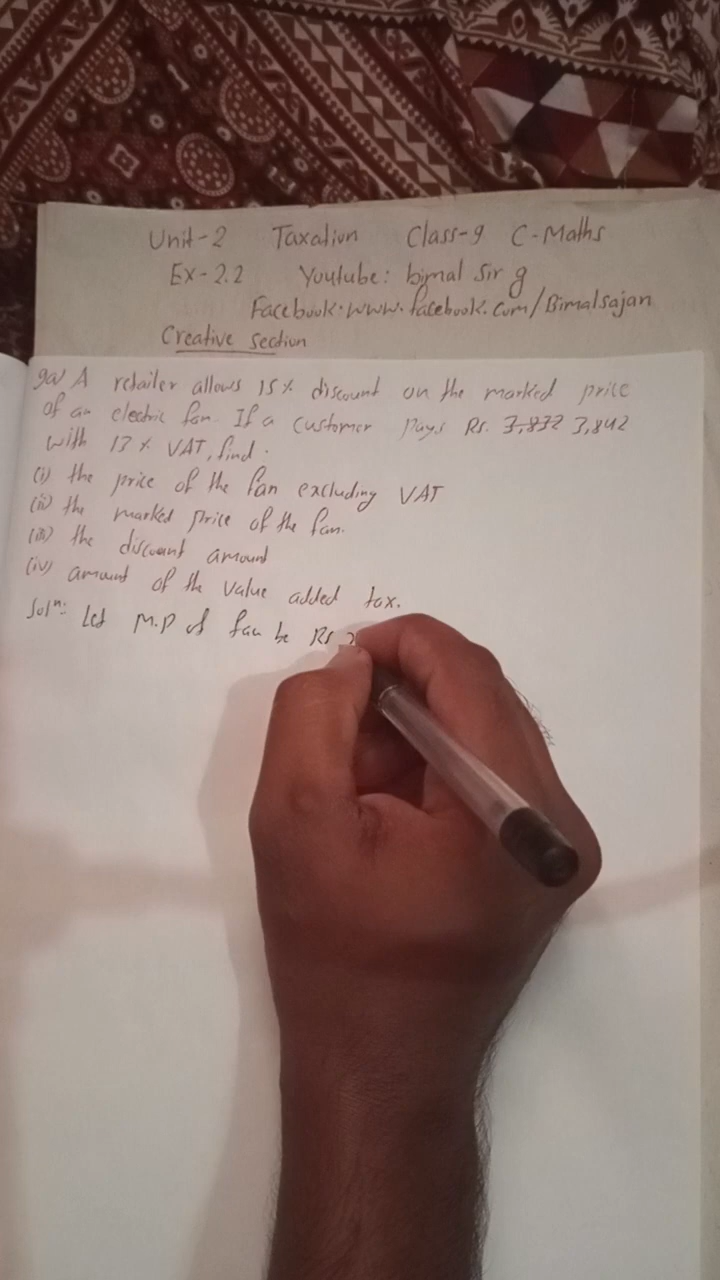 Unit-2 Taxation Class-9 C-Maths
Ex-2.2 Youtube: bimal sir g
Facebook.www.facebook.com/Bimalsajan
Creative section
9a) A retailer allows 15% discount on the marked price
of an electric fan. If a customer pays Rs. 3,832 3,842
with 13% VAT, find.
(i) the price of the fan excluding VAT
(ii) the marked price of the fan.
(iii) the discount amount
(iv) amount of the value added tax.
Solⁿ: Let M.P of fan be Rs